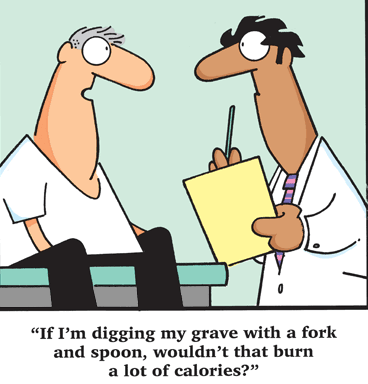 “If I’m digging my grave with a fork
and spoon, wouldn’t that burn
a lot of calories?”